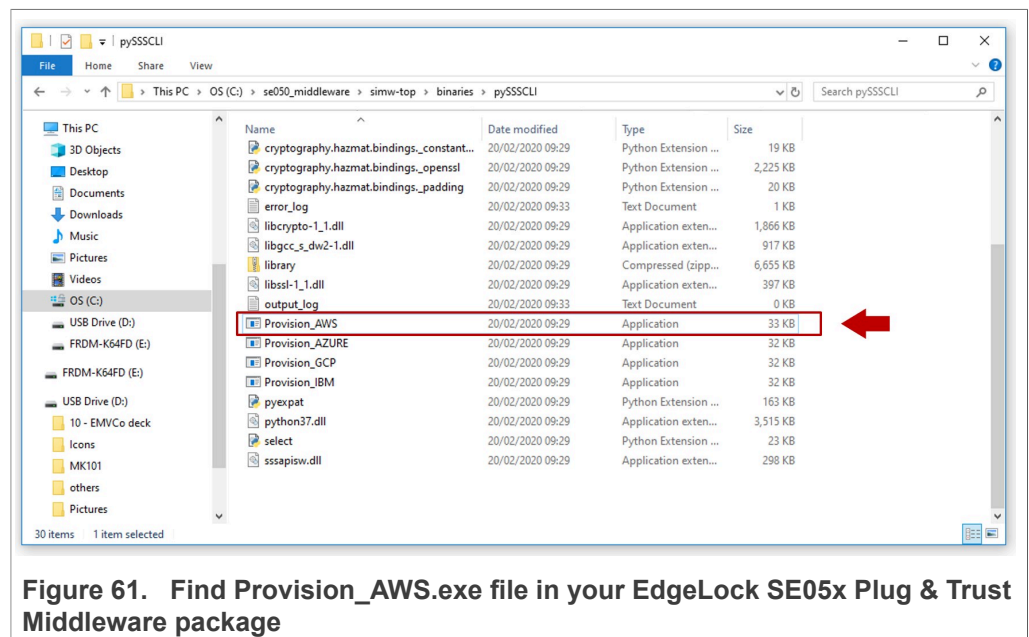 pySSSCLI
File Home Share View
This PC > OS (C:) > se050_middleware > simw-top > binaries > pySSSCLI
Search pySSSCLI
This PC
3D Objects
Desktop
Documents
Downloads
Music
Pictures
Videos
OS (C:)
USB Drive (D:)
FRDM-K64FD (E:)
FRDM-K64FD (E:)
USB Drive (D:)
10 - EMVCo deck
Icons
MK101
others
Pictures
Name Date modified Type Size
cryptography.hazmat.bindings._constant... 20/02/2020 09:29 Python Extension ... 19 KB
cryptography.hazmat.bindings._openssl 20/02/2020 09:29 Python Extension ... 2,225 KB
cryptography.hazmat.bindings._padding 20/02/2020 09:29 Python Extension ... 20 KB
error_log 20/02/2020 09:33 Text Document 1 KB
libcrypto-1_1.dll 20/02/2020 09:29 Application exten... 1,866 KB
libgcc_s_dw2-1.dll 20/02/2020 09:29 Application exten... 917 KB
library 20/02/2020 09:29 Compressed (zipp... 6,655 KB
libssl-1_1.dll 20/02/2020 09:29 Application exten... 397 KB
output_log 20/02/2020 09:33 Text Document 0 KB
Provision_AWS 20/02/2020 09:29 Application 33 KB
Provision_AZURE 20/02/2020 09:29 Application 32 KB
Provision_GCP 20/02/2020 09:29 Application 32 KB
Provision_IBM 20/02/2020 09:29 Application 32 KB
pyexpat 20/02/2020 09:29 Python Extension ... 163 KB
python37.dll 20/02/2020 09:29 Application exten... 3,515 KB
select 20/02/2020 09:29 Python Extension ... 23 KB
sssapisw.dll 20/02/2020 09:29 Application exten... 298 KB
30 items 1 item selected
Figure 61. Find Provision_AWS.exe file in your EdgeLock SE05x Plug & Trust
Middleware package